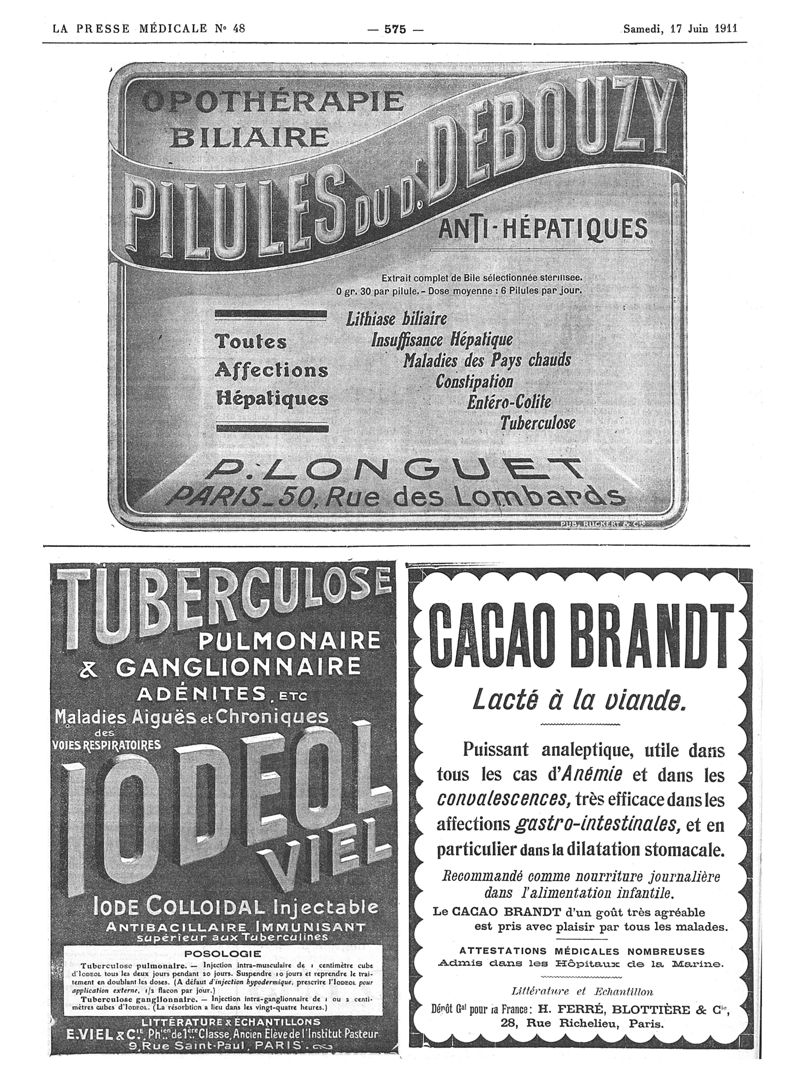 LA PRESSE MÉDICALE No 48
— 575 —
Samedi, 17 Juin 1911
OPOTHÉRAPIE
BILIAIRE
PILULES DU Dr DEBOUZY
ANTI-HÉPATIQUES
Extrait complet de Bile sélectionnée sterilisee.
0 gr. 30 par pilule. - Dose moyenne : 6 Pilules par jour.
Toutes
Affections
Hépatiques
Lithiase biliaire
Insuffisance Hépatique
Maladies des Pays chauds
Constipation
Entéro-Colite
Tuberculose
P. LONGUET
PARIS_50, Rue des Lombards
PUB. RUCKERT & Cie
TUBERCULOSE
PULMONAIRE
& GANGLIONNAIRE
ADÉNITES, ETC
Maladies Aiguës et Chroniques
des
VOIES RESPIRATOIRES
IODEOL
VIEL
IODE COLLOIDAL Injectable
ANTIBACILLAIRE IMMUNISANT
supérieur aux Tuberculines
POSOLOGIE
Tuberculose pulmonaire. — Injection intra-musculaire de 1 centimètre cube
d'IODEOL tous les deux jours pendant 20 jours. Suspendre 10 jours et reprendre le trai-
tement en doublant les doses. (A défaut d'injection hypodermique, prescrire l'IODEOL pour
application externe, 1/2 flacon par jour.)
Tuberculose ganglionnaire. — Injection intra-ganglionnaire de 1 ou 2 centi-
mètres cubes d'IODEOL. (La résorbtion a lieu dans les vingt-quatre heures.)
LITTÉRATURE & ÉCHANTILLONS
E. VIEL & Cie, Phien de 1ère Classe, Ancien Elève de l'Institut Pasteur
9, Rue Saint-Paul, PARIS.
CACAO BRANDT
Lacté à la viande.
Puissant analeptique, utile dans
tous les cas d'Anémie et dans les
convalescences, très efficace dans les
affections gastro-intestinales, et en
particulier dans la dilatation stomacale.
Recommandé comme nourriture journalière
dans l'alimentation infantile.
Le CACAO BRANDT d'un goût très agréable
est pris avec plaisir par tous les malades.
ATTESTATIONS MÉDICALES NOMBREUSES
Admis dans les Hôpitaux de la Marine.
Littérature et Echantillon
Dépôt Gal pour la France : H. FERRÉ, BLOTTIÈRE & Cie,
28, Rue Richelieu, Paris.